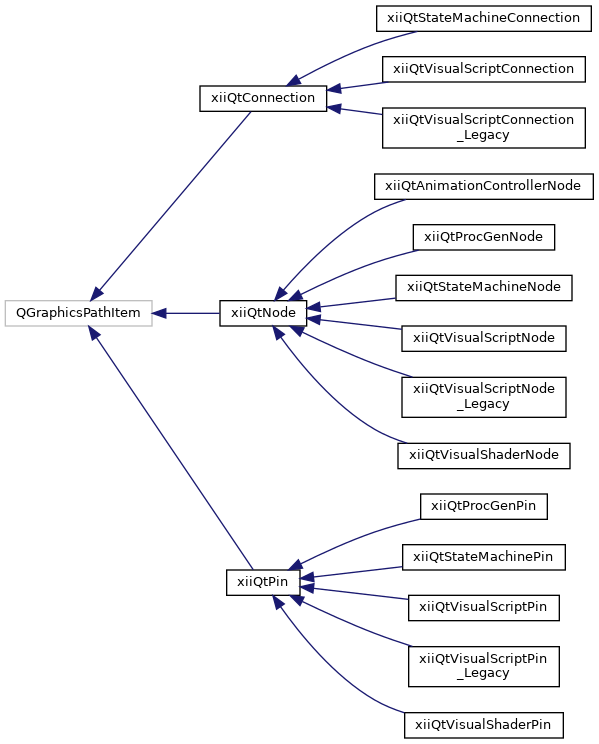 xiiQtStateMachineConnection
xiiQtVisualScriptConnection
xiiQtConnection
xiiQtVisualScriptConnection
_Legacy
xiiQtAnimationControllerNode
xiiQtProcGenNode
xiiQtStateMachineNode
QGraphicsPathItem
xiiQtNode
xiiQtVisualScriptNode
xiiQtVisualScriptNode
_Legacy
xiiQtVisualShaderNode
xiiQtProcGenPin
xiiQtStateMachinePin
xiiQtPin
xiiQtVisualScriptPin
xiiQtVisualScriptPin
_Legacy
xiiQtVisualShaderPin